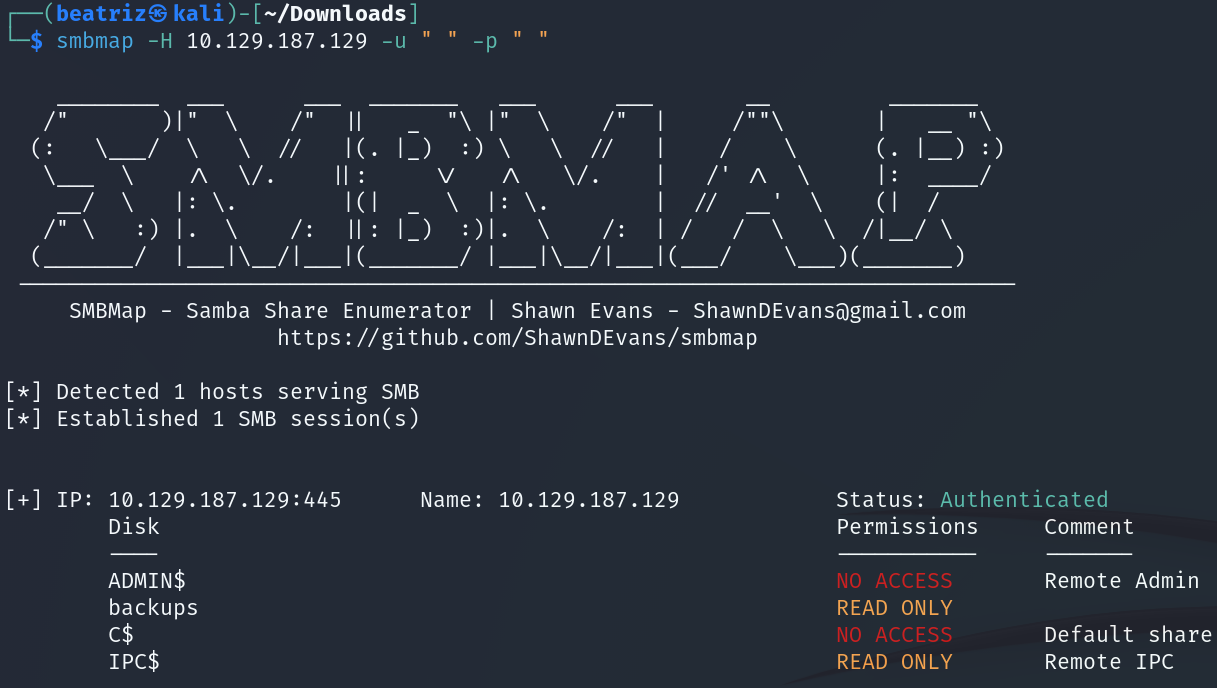 ┌──(beatriz㉿kali)-[~/Downloads]
└─$ smbmap -H 10.129.187.129 -u " " -p " "
SMBMAP
SMBMap - Samba Share Enumerator | Shawn Evans - ShawnDEvans@gmail.com
https://github.com/ShawnDEvans/smbmap
[*] Detected 1 hosts serving SMB
[*] Established 1 SMB session(s)
[+] IP: 10.129.187.129:445 Name: 10.129.187.129 Status: Authenticated
Disk Permissions Comment
---- ----------- -------
ADMIN$ NO ACCESS Remote Admin
backups READ ONLY
C$ NO ACCESS Default share
IPC$ READ ONLY Remote IPC